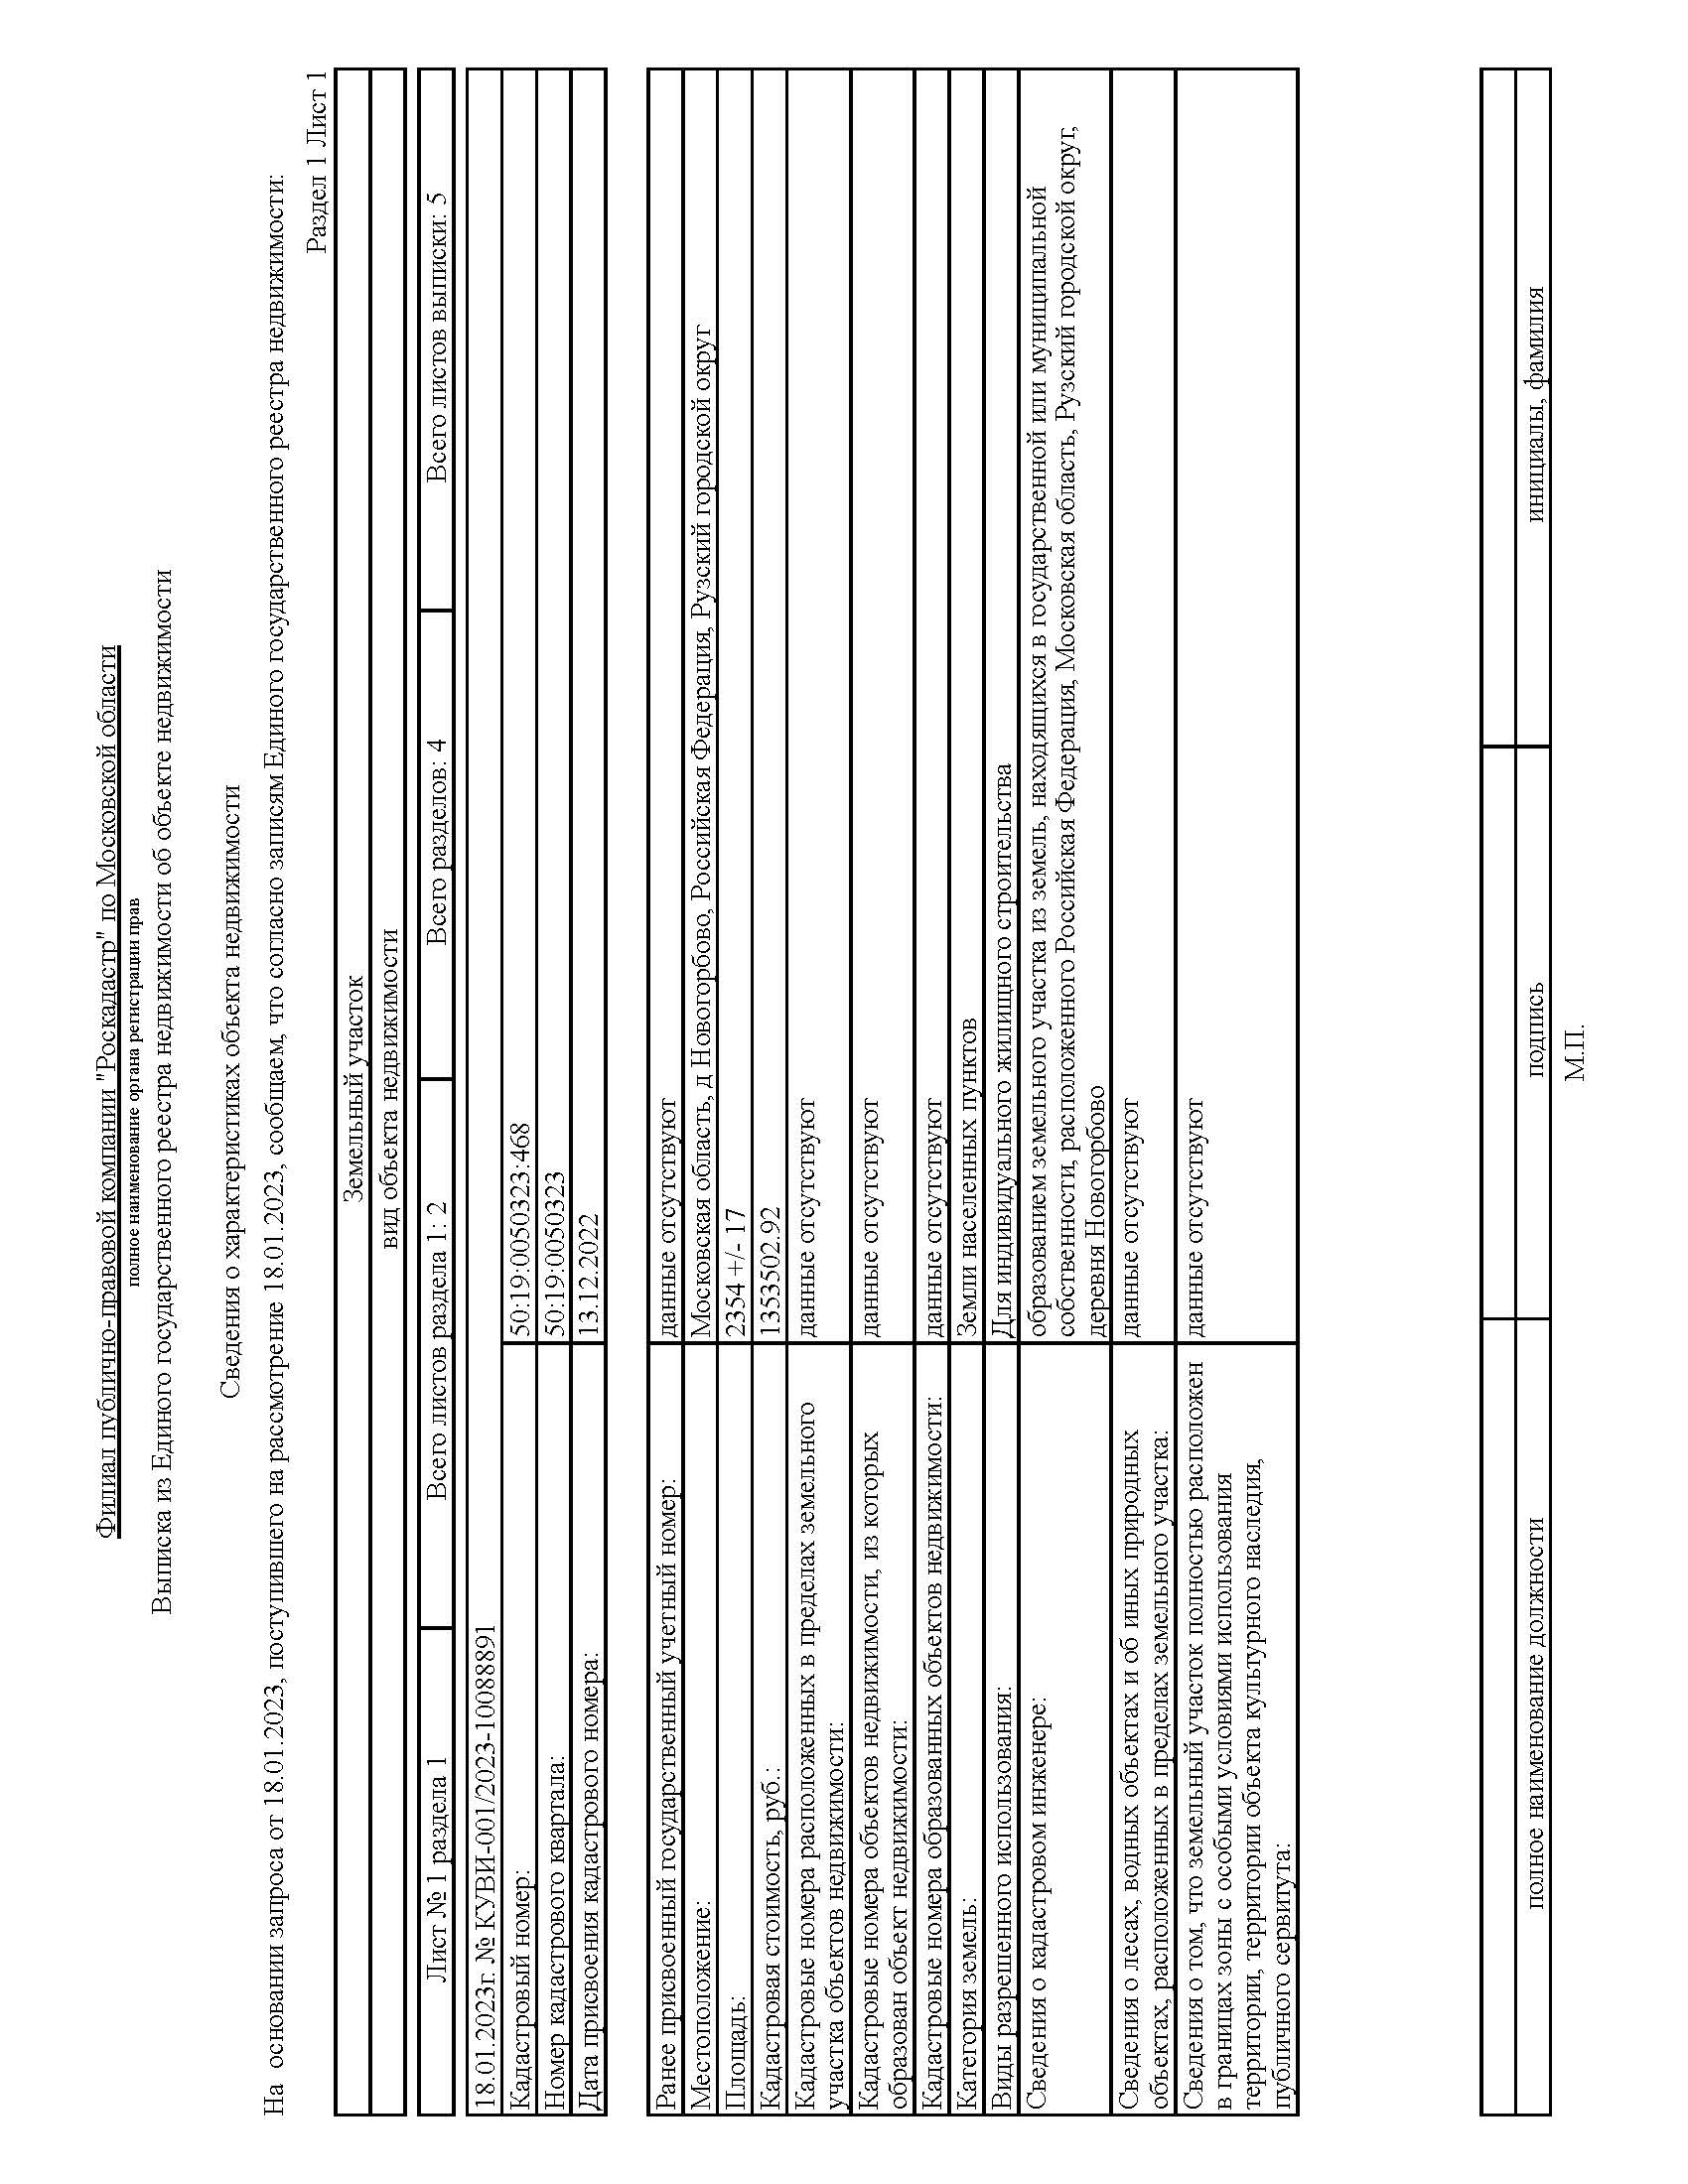 Филиал публично-правовой компании "Роскадастр" по Московской области
полное наименование органа регистрации прав
Выписка из Единого государственного реестра недвижимости об объекте недвижимости
Сведения о характеристиках объекта недвижимости
На основании запроса от 18.01.2023, поступившего на рассмотрение 18.01.2023, сообщаем, что согласно записям Единого государственного реестра недвижимости:
Раздел 1 Лист 1
Земельный участок
вид объекта недвижимости
Лист № 1 раздела 1
Всего листов раздела 1: 2
Всего разделов: 4
Всего листов выписки: 5
18.01.2023г. № КУВИ-001/2023-10088891
Кадастровый номер:
50:19:0050323:468
Номер кадастрового квартала:
50:19:0050323
Дата присвоения кадастрового номера:
13.12.2022
Ранее присвоенный государственный учетный номер:
данные отсутствуют
Местоположение:
Московская область, д Новогорбово, Российская Федерация, Рузский городской округ
Площадь:
2354 +/- 17
Кадастровая стоимость, руб.:
1353502.92
Кадастровые номера расположенных в пределах земельного
участка объектов недвижимости:
данные отсутствуют
Кадастровые номера объектов недвижимости, из которых
образован объект недвижимости:
данные отсутствуют
Кадастровые номера образованных объектов недвижимости:
данные отсутствуют
Категория земель:
Земли населенных пунктов
Виды разрешенного использования:
Для индивидуального жилищного строительства
Сведения о кадастровом инженере:
образованием земельного участка из земель, находящихся в государственной или муниципальной
собственности, расположенного Российская Федерация, Московская область, Рузский городской округ,
деревня Новогорбово
Сведения о лесах, водных объектах и об иных природных
объектах, расположенных в пределах земельного участка:
данные отсутствуют
Сведения о том, что земельный участок полностью расположен
в границах зоны с особыми условиями использования
территории, территории объекта культурного наследия,
публичного сервитута:
данные отсутствуют
полное наименование должности
подпись
инициалы, фамилия
М.П.